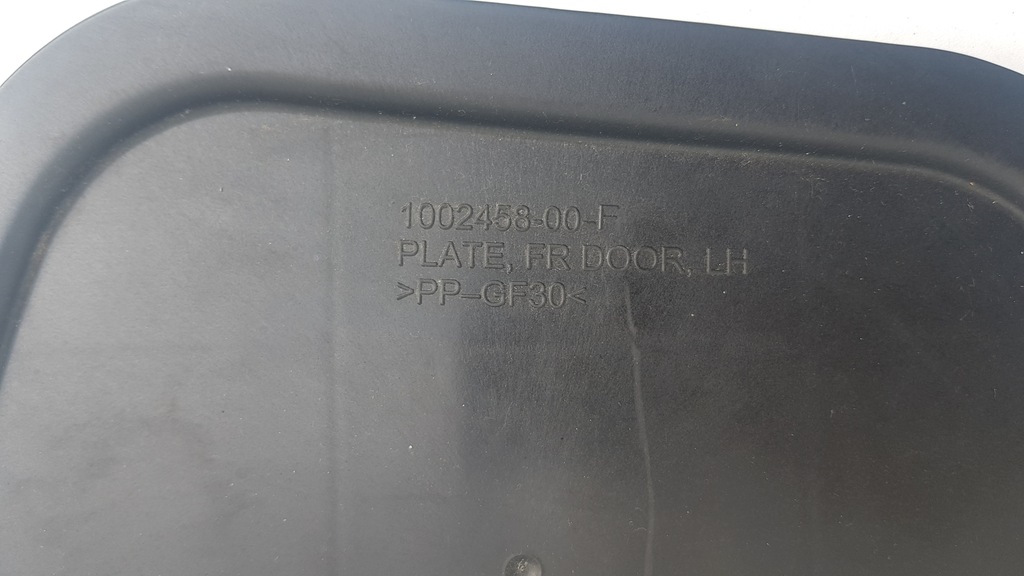 1002458-00-F
PLATE, FR DOOR, LH
>PP-GF30<